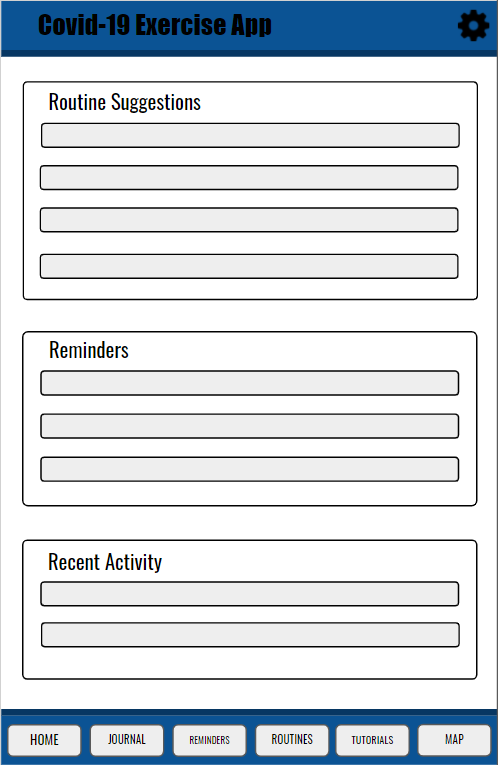 Covid-19 Exercise App
Routine Suggestions
Reminders
Recent Activity
HOME
JOURNAL
REMINDERS
ROUTINES
TUTORIALS
MAP